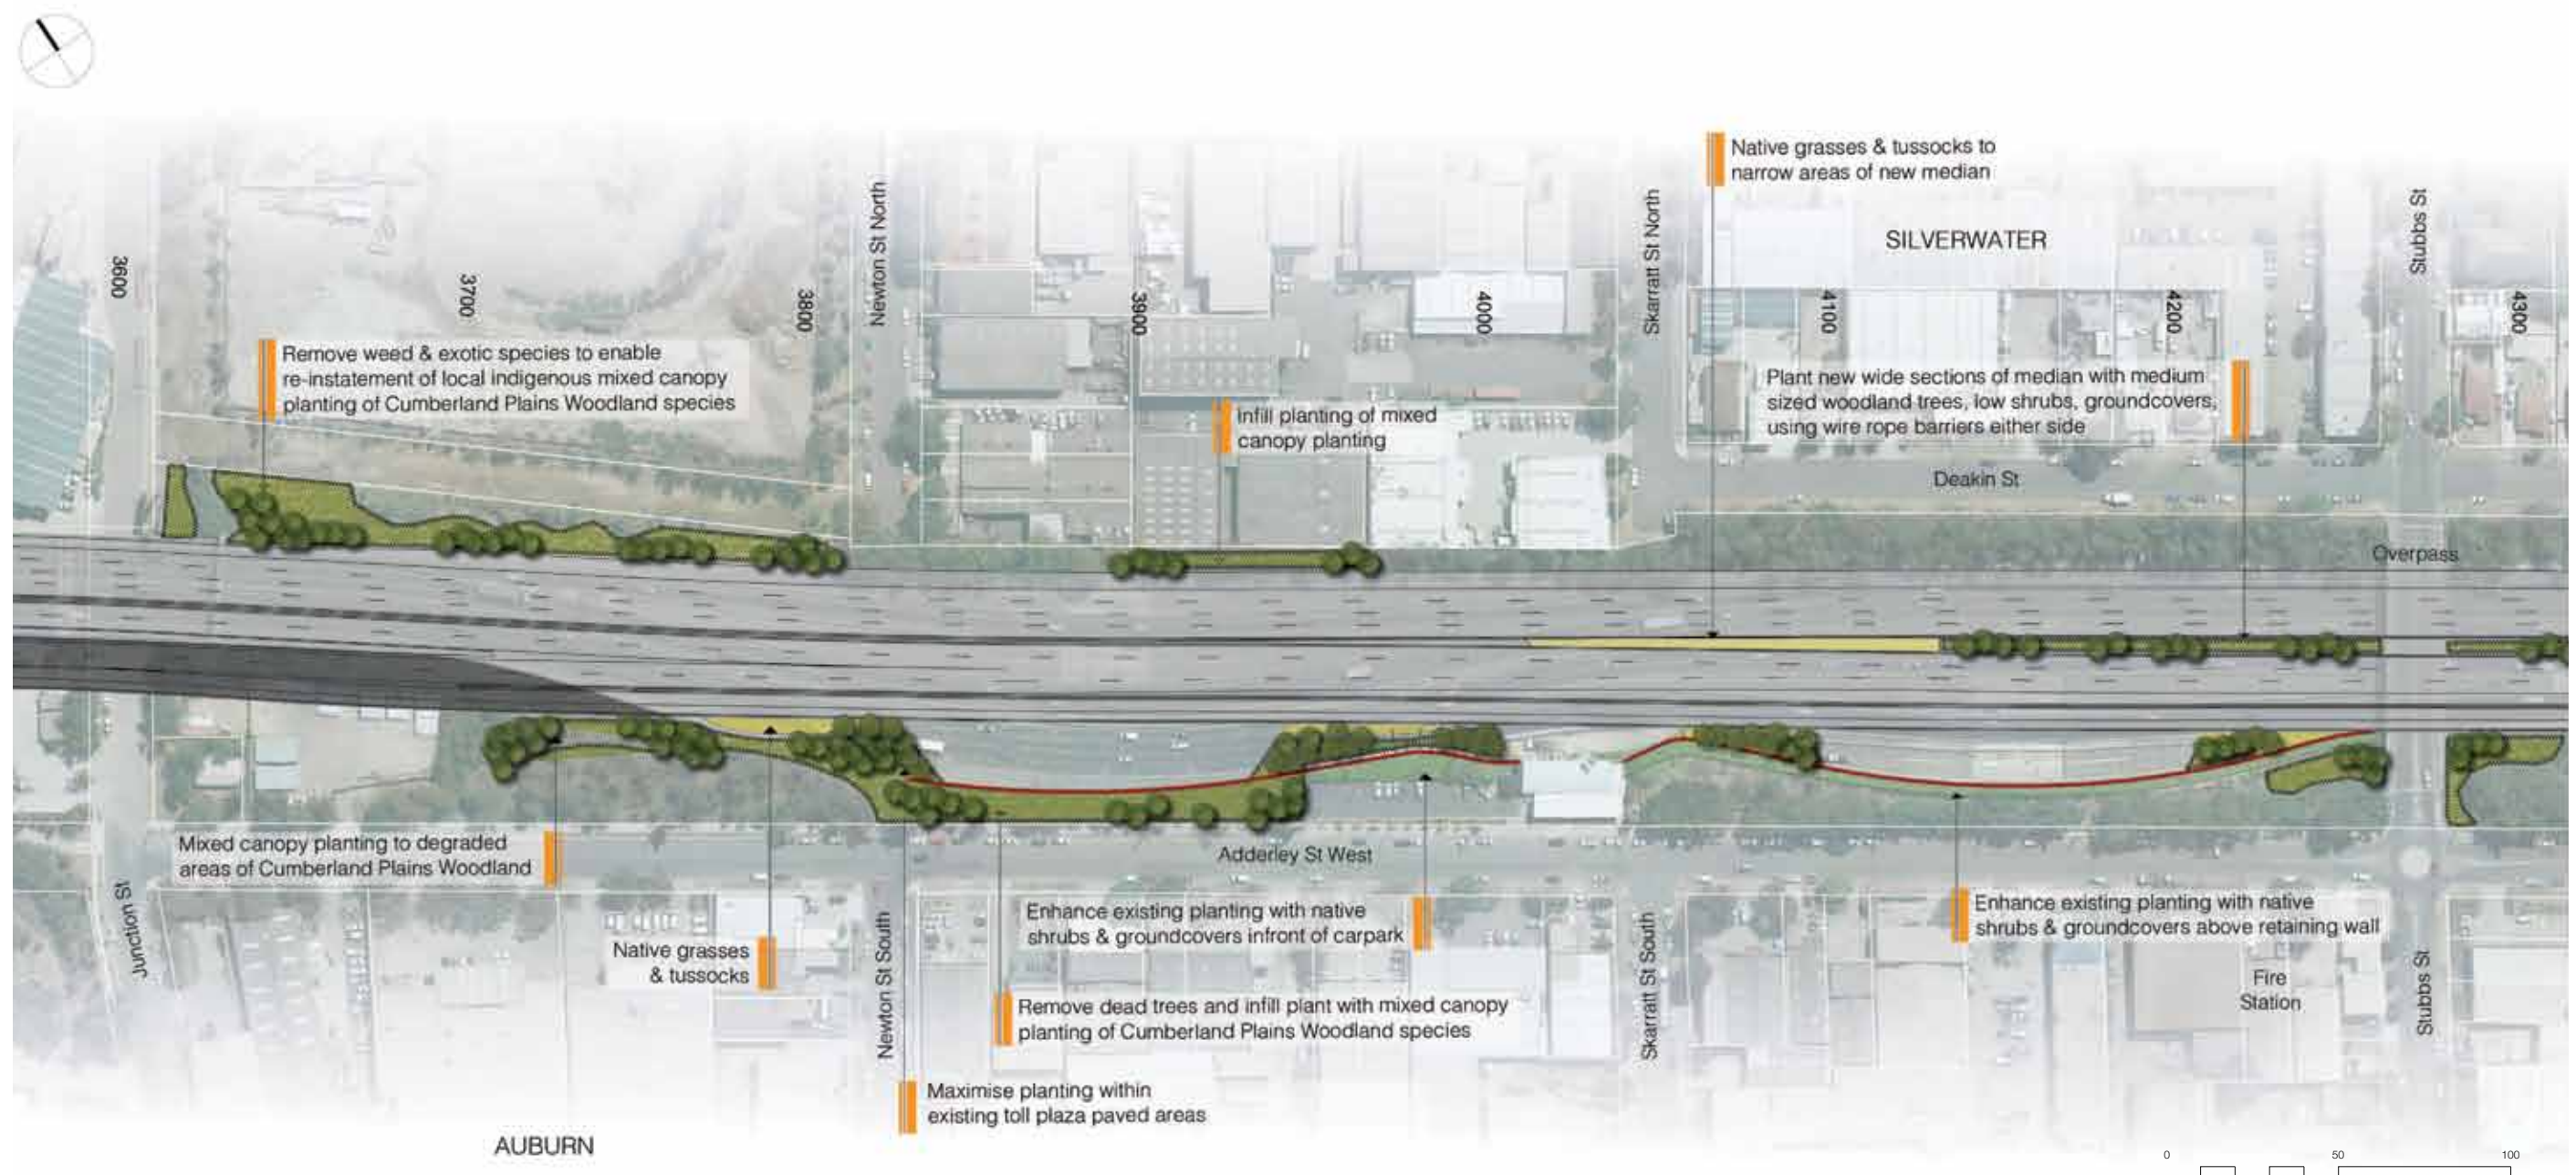 Native grasses & tussocks to
narrow areas of new median
SILVERWATER
Newton St North
Skarratt St North
Stubbs St
3600
3700
3800
3900
4000
4100
4200
4300
Remove weed & exotic species to enable
re-instatement of local indigenous mixed canopy
planting of Cumberland Plains Woodland species
Infill planting of mixed
canopy planting
Plant new wide sections of median with medium
sized woodland trees, low shrubs, groundcovers,
using wire rope barriers either side
Deakin St
Overpass
Mixed canopy planting to degraded
areas of Cumberland Plains Woodland
Adderley St West
Junction St
Native grasses
& tussocks
Newton St South
Enhance existing planting with native
shrubs & groundcovers infront of carpark
Skarratt St South
Enhance existing planting with native
shrubs & groundcovers above retaining wall
Fire
Station
Stubbs St
Remove dead trees and infill plant with mixed canopy
planting of Cumberland Plains Woodland species
Maximise planting within
existing toll plaza paved areas
AUBURN
0
50
100